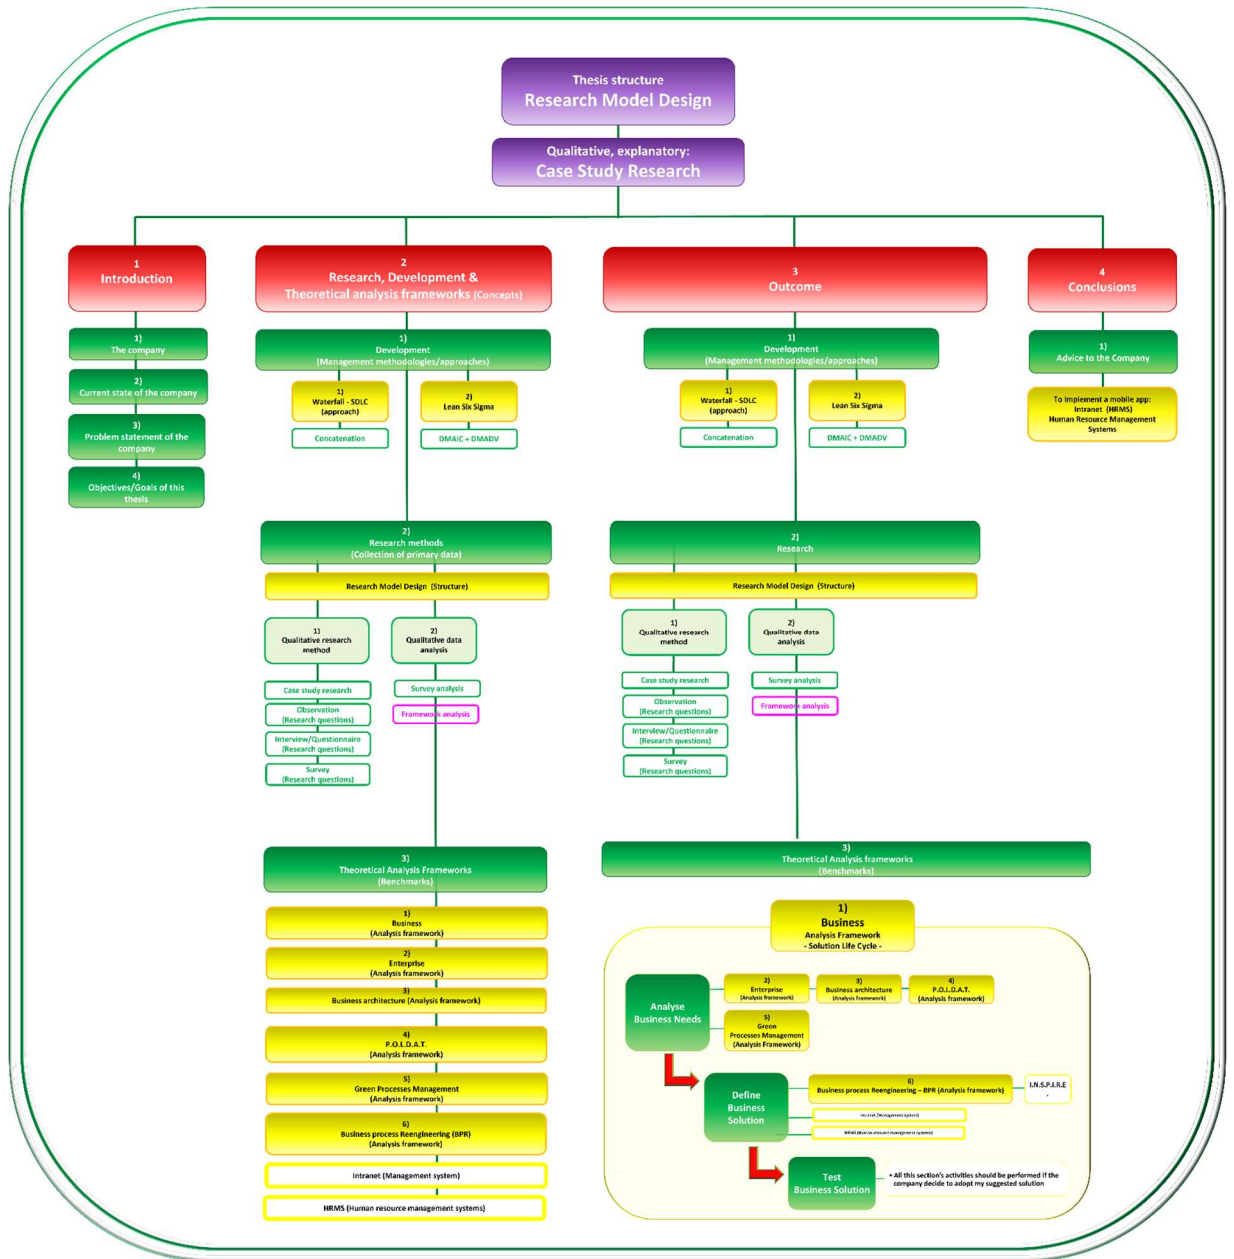 Thesis structure
Research Model Design
Qualitative, explanatory:
Case Study Research
1
Introduction
1)
The company
2)
Current state of the company
3)
Problem statement of the
company
4)
Objectives/Goals of this
thesis
2
Research, Development &
Theoretical analysis frameworks (Concepts)
1)
Development
(Management methodologies/approaches)
1)
Waterfall - SDLC
(approach)
Concatenation
2)
Lean Six Sigma
DMAIC + DMADV
2)
Research methods
(Collection of primary data)
Research Model Design (Structure)
1)
Qualitative research
method
Case study research
Observation
(Research questions)
Interview/Questionnaire
(Research questions)
Survey
(Research questions)
2)
Qualitative data
analysis
Survey analysis
Framework analysis
3)
Theoretical Analysis Frameworks
(Benchmarks)
1)
Business
(Analysis framework)
2)
Enterprise
(Analysis framework)
3)
Business architecture (Analysis framework)
4)
P.O.L.D.A.T.
(Analysis framework)
5)
Green Processes Management
(Analysis framework)
6)
Business process Reengineering (BPR)
(Analysis framework)
Intranet (Management system)
HRMS (Human resource management systems)
3
Outcome
1)
Development
(Management methodologies/approaches)
1)
Waterfall - SDLC
(approach)
Concatenation
2)
Lean Six Sigma
DMAIC + DMADV
2)
Research
Research Model Design (Structure)
1)
Qualitative research
method
Case study research
Observation
(Research questions)
Interview/Questionnaire
(Research questions)
Survey
(Research questions)
2)
Qualitative data
analysis
Survey analysis
Framework analysis
3)
Theoretical Analysis frameworks
(Benchmarks)
1)
Business
Analysis Framework
- Solution Life Cycle -
Analyse
Business Needs
2)
Enterprise
(Analysis framework)
3)
Business architecture
(Analysis framework)
4)
P.O.L.D.A.T.
(Analysis framework)
5)
Green
Processes Management
(Analysis Framework)
Define
Business
Solution
6)
Business process Reengineering – BPR (Analysis framework)
I.N.S.P.I.R.E
.
Intranet (Management system)
HRMS (Human resource management systems)
Test
Business Solution
• All this section's activities should be performed if the
company decide to adopt my suggested solution
4
Conclusions
1)
Advice to the Company
To implement a mobile app:
Intranet (HRMS)
Human Resource Management
Systems